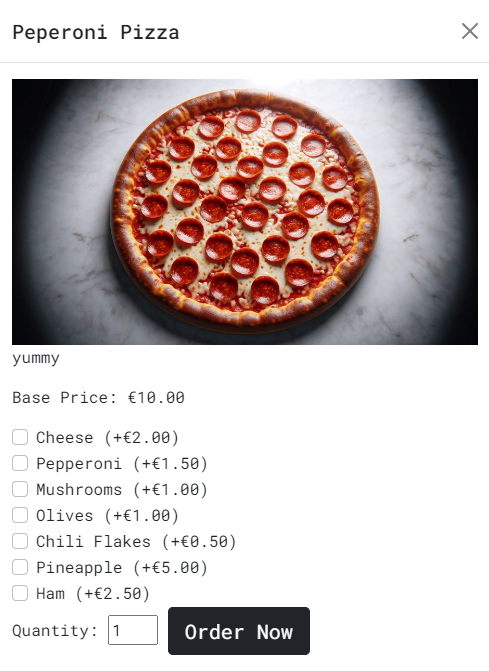 Peperoni Pizza
yummy
Base Price: €10.00
Cheese (+€2.00)
Pepperoni (+€1.50)
Mushrooms (+€1.00)
Olives (+€1.00)
Chili Flakes (+€0.50)
Pineapple (+€5.00)
Ham (+€2.50)
Quantity: 1 Order Now